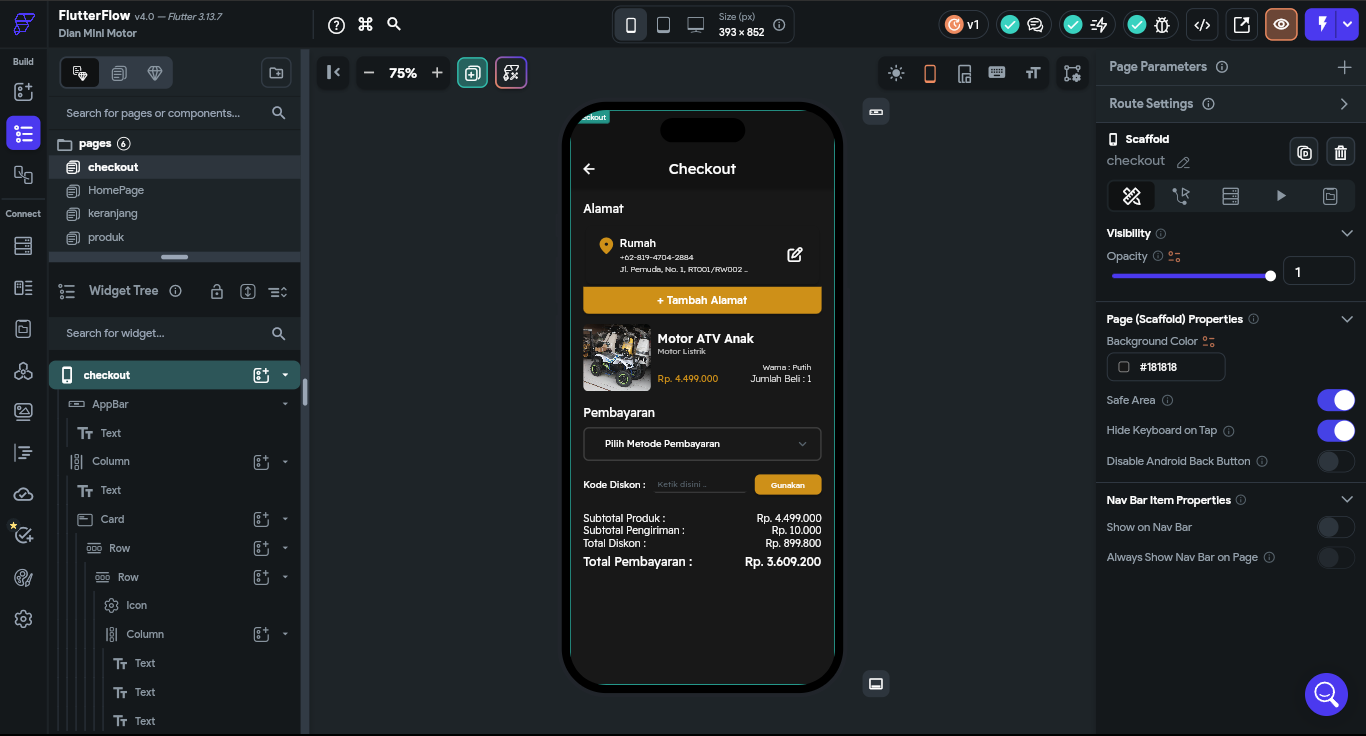 FlutterFlow v4.0 — Flutter 3.13.7
Dian Mini Motor
Size (px)
393 × 852
v1
Build
Connect
75%
Search for pages or components...
pages 6
checkout
HomePage
keranjang
produk
Widget Tree
Search for widget...
checkout
AppBar
Text
Column
Text
Card
Row
Row
Icon
Column
Text
Text
Text
ckout
Checkout
Alamat
Rumah
+62-819-4704-2884
Jl. Pemuda, No. 1, RT001/RW002 ..
+ Tambah Alamat
Motor ATV Anak
Motor Listrik
Warna : Putih
Rp. 4.499.000
Jumlah Beli : 1
Pembayaran
Pilih Metode Pembayaran
Kode Diskon :
Ketik disini ..
Gunakan
Subtotal Produk : Rp. 4.499.000
Subtotal Pengiriman : Rp. 10.000
Total Diskon : Rp. 899.800
Total Pembayaran : Rp. 3.609.200
Page Parameters
Route Settings
Scaffold
checkout
Visibility
Opacity
1
Page (Scaffold) Properties
Background Color
#181818
Safe Area
Hide Keyboard on Tap
Disable Android Back Button
Nav Bar Item Properties
Show on Nav Bar
Always Show Nav Bar on Page